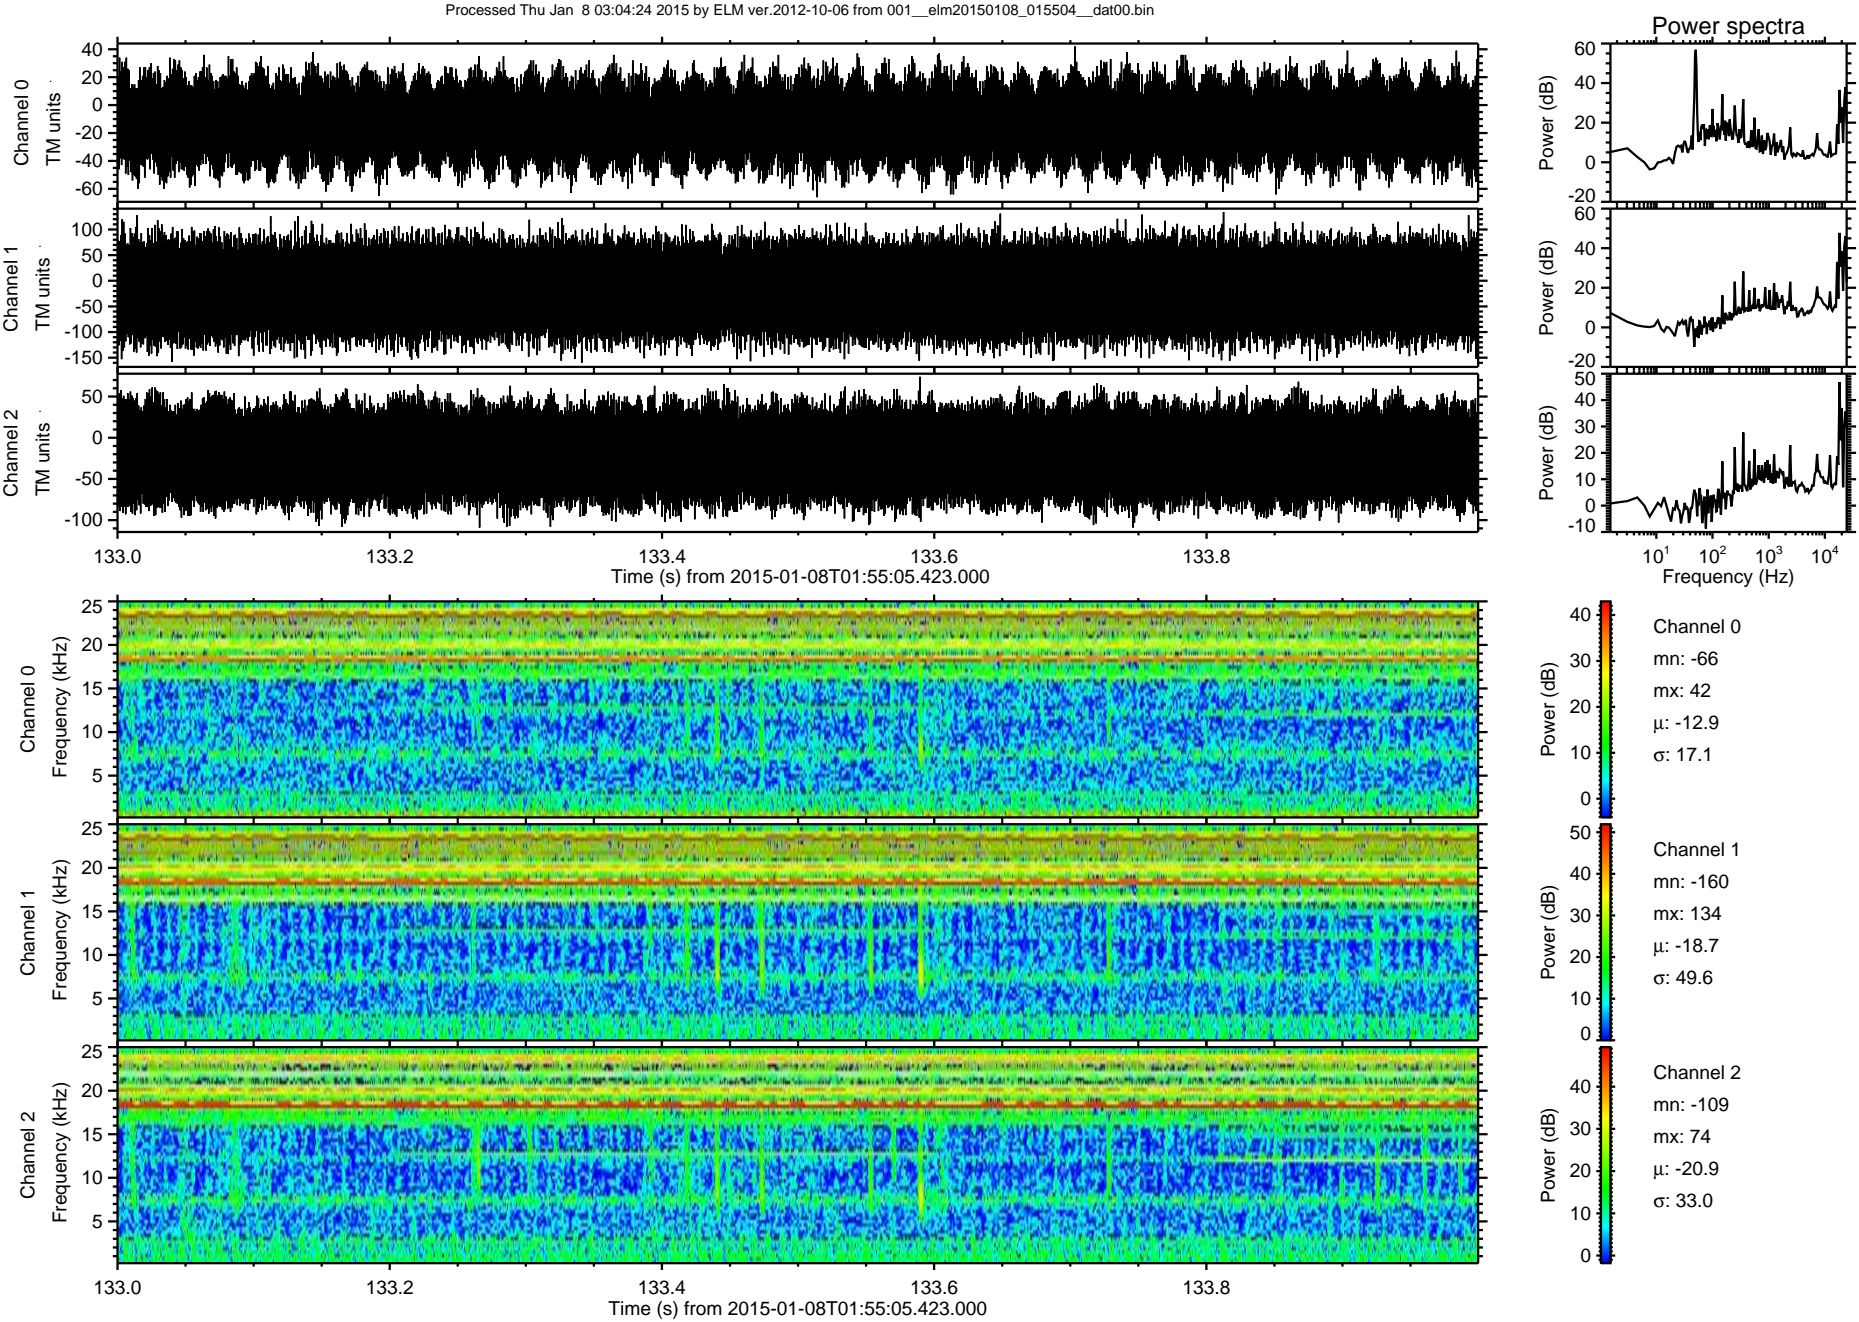 Processed Thu Jan  8 03:04:24 2015 by ELM ver.2012-10-06 from 001__elm20150108_015504__dat00.bin
Power spectra
Channel 0
TM units
40
20
0
-20
-40
-60
Power (dB)
60
40
20
0
-20
Channel 1
TM units
100
50
0
-50
-100
-150
Power (dB)
60
40
20
0
-20
Channel 2
TM units
50
0
-50
-100
Power (dB)
50
40
30
20
10
0
-10
133.0 133.2 133.4 133.6 133.8
Time (s) from 2015-01-08T01:55:05.423.000
10^1 10^2 10^3 10^4
Frequency (Hz)
Channel 0
Frequency (kHz)
25
20
15
10
5
Power (dB)
40
30
20
10
0
Channel 0
mn: -66
mx: 42
µ: -12.9
σ: 17.1
Channel 1
Frequency (kHz)
25
20
15
10
5
Power (dB)
50
40
30
20
10
0
Channel 1
mn: -160
mx: 134
µ: -18.7
σ: 49.6
Channel 2
Frequency (kHz)
25
20
15
10
5
Power (dB)
40
30
20
10
0
Channel 2
mn: -109
mx: 74
µ: -20.9
σ: 33.0
133.0 133.2 133.4 133.6 133.8
Time (s) from 2015-01-08T01:55:05.423.000